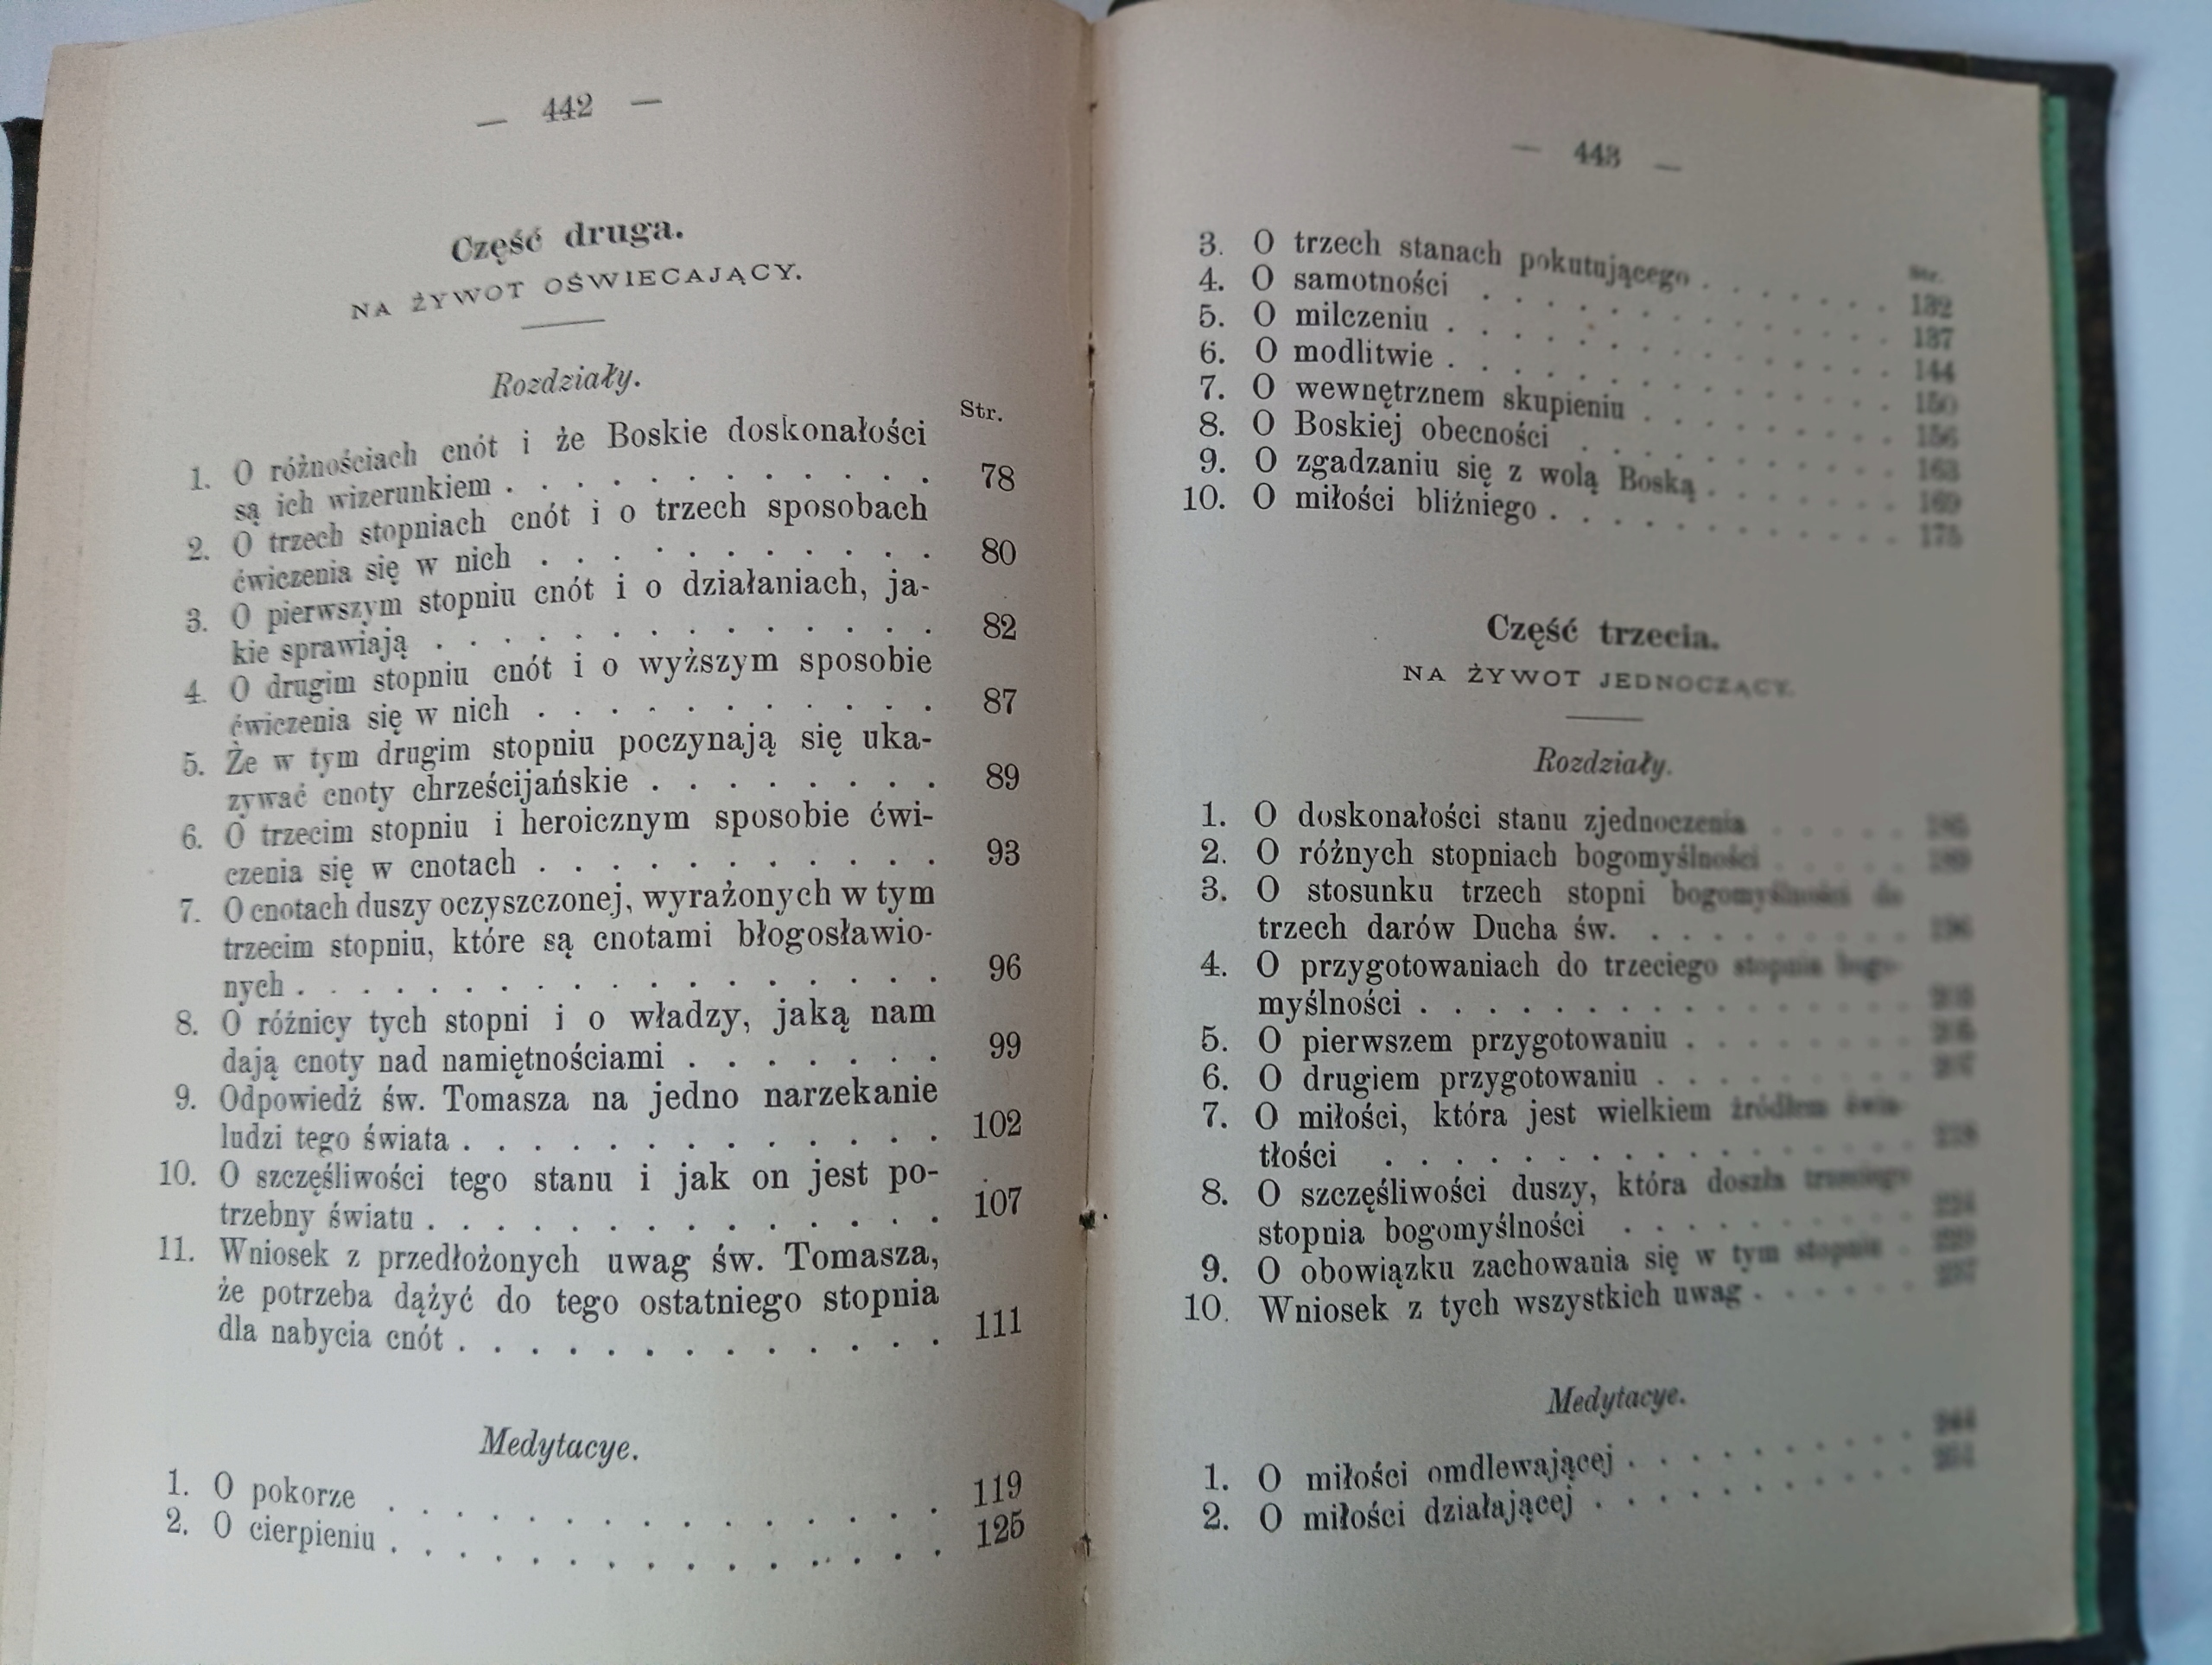 — 442 —
Część druga.
NA ŻYWOT OŚWIECAJĄCY.
Rozdziały.
Str.
1. O różnościach cnót i że Boskie doskonałości
są ich wizerunkiem . . . . . . . . . . . . 78
2. O trzech stopniach cnót i o trzech sposobach
ćwiczenia się w nich . . . . . . . . . . . 80
3. O pierwszym stopniu cnót i o działaniach, ja-
kie sprawiają . . . . . . . . . . . . . . 82
4. O drugim stopniu cnót i o wyższym sposobie
ćwiczenia się w nich . . . . . . . . . . . 87
5. Że w tym drugim stopniu poczynają się uka-
zywać cnoty chrześcijańskie . . . . . . . . 89
6. O trzecim stopniu i heroicznym sposobie ćwi-
czenia się w cnotach . . . . . . . . . . . 93
7. O cnotach duszy oczyszczonej, wyrażonych w tym
trzecim stopniu, które są cnotami błogosławio-
nych . . . . . . . . . . . . . . . . . 96
8. O różnicy tych stopni i o władzy, jaką nam
dają cnoty nad namiętnościami . . . . . . . 99
9. Odpowiedź św. Tomasza na jedno narzekanie
ludzi tego świata . . . . . . . . . . . . . 102
10. O szczęśliwości tego stanu i jak on jest po-
trzebny światu . . . . . . . . . . . . . . 107
11. Wniosek z przedłożonych uwag św. Tomasza,
że potrzeba dążyć do tego ostatniego stopnia
dla nabycia cnót . . . . . . . . . . . . . 111
Medytacye.
1. O pokorze . . . . . . . . . . . . . . . 119
2. O cierpieniu . . . . . . . . . . . . . . . 125
— 443 —
Str.
3. O trzech stanach pokutującego . . . . . . . 132
4. O samotności . . . . . . . . . . . . . 137
5. O milczeniu . . . . . . . . . . . . . . 144
6. O modlitwie . . . . . . . . . . . . . . 150
7. O wewnętrznem skupieniu . . . . . . . . . 156
8. O Boskiej obecności . . . . . . . . . . . 163
9. O zgadzaniu się z wolą Boską . . . . . . . 169
10. O miłości bliźniego . . . . . . . . . . . 175
Część trzecia.
NA ŻYWOT JEDNOCZĄCY.
Rozdziały.
1. O doskonałości stanu zjednoczenia . . . . .
2. O różnych stopniach bogomyślności . . . . .
3. O stosunku trzech stopni bogomyślności do
trzech darów Ducha św. . . . . . . . . .
4. O przygotowaniach do trzeciego stopnia bogo-
myślności . . . . . . . . . . . . . . .
5. O pierwszem przygotowaniu . . . . . . . .
6. O drugiem przygotowaniu . . . . . . . . .
7. O miłości, która jest wielkiem źródłem świa-
tłości . . . . . . . . . . . . . . . .
8. O szczęśliwości duszy, która doszła trzeciego
stopnia bogomyślności . . . . . . . . . .
9. O obowiązku zachowania się w tym stopniu .
10. Wniosek z tych wszystkich uwag . . . . . .
Medytacye.
1. O miłości omdlewającej . . . . . . . . . .
2. O miłości działającej . . . . . . . . . . .